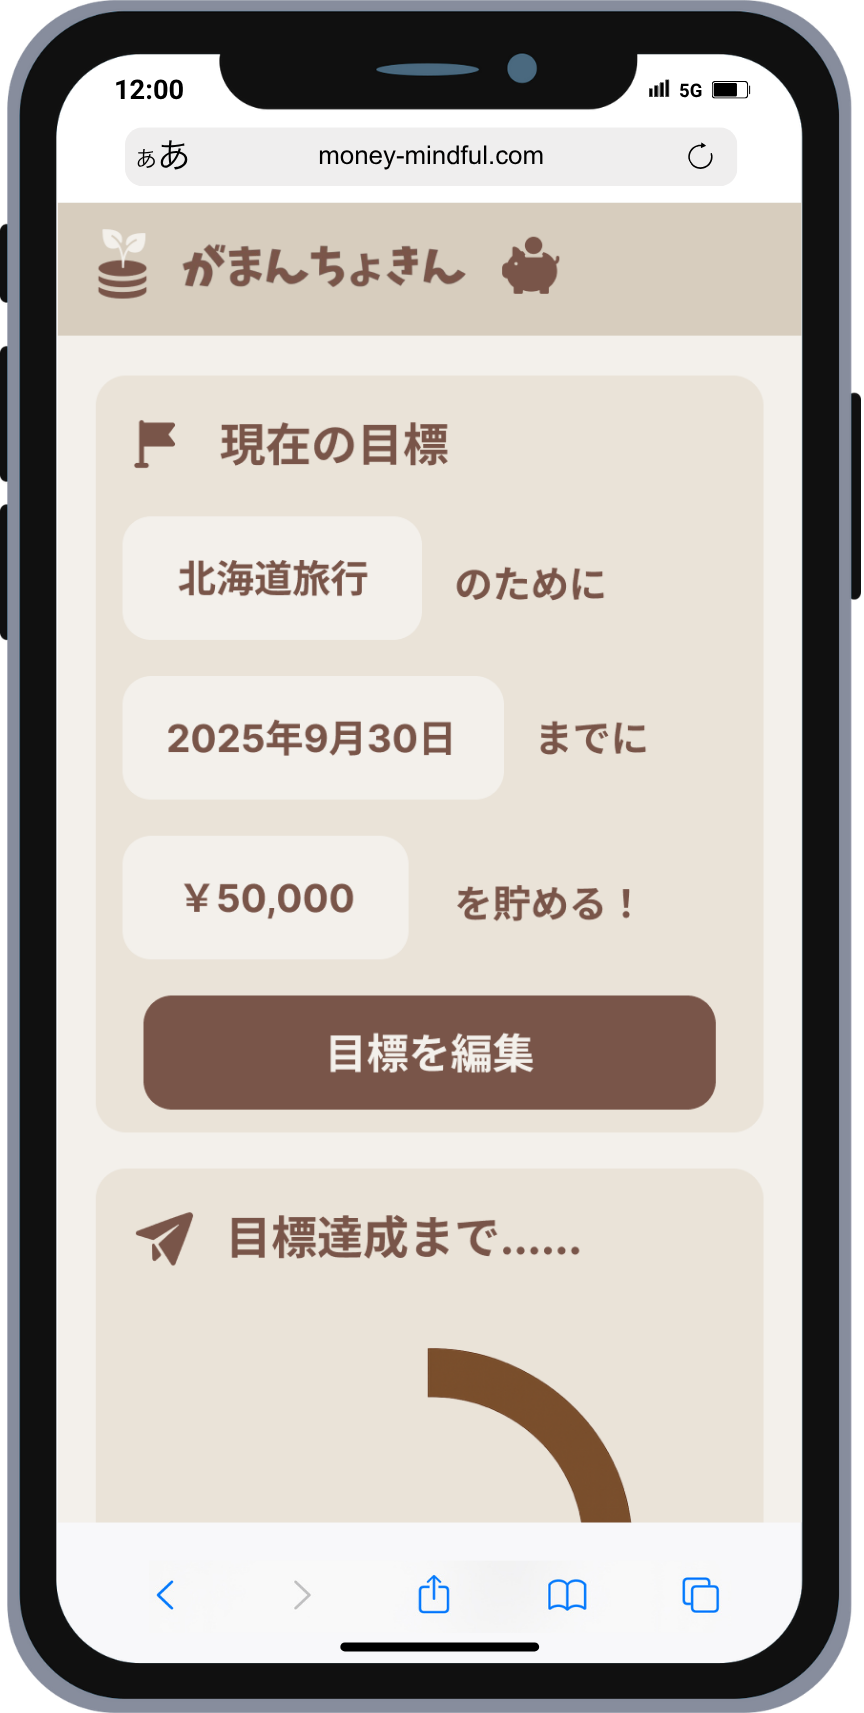 12:00
5G
ぁあ
money-mindful.com
がまんちょきん
現在の目標
北海道旅行 のために
2025年9月30日 までに
￥50,000 を貯める！
目標を編集
目標達成まで……